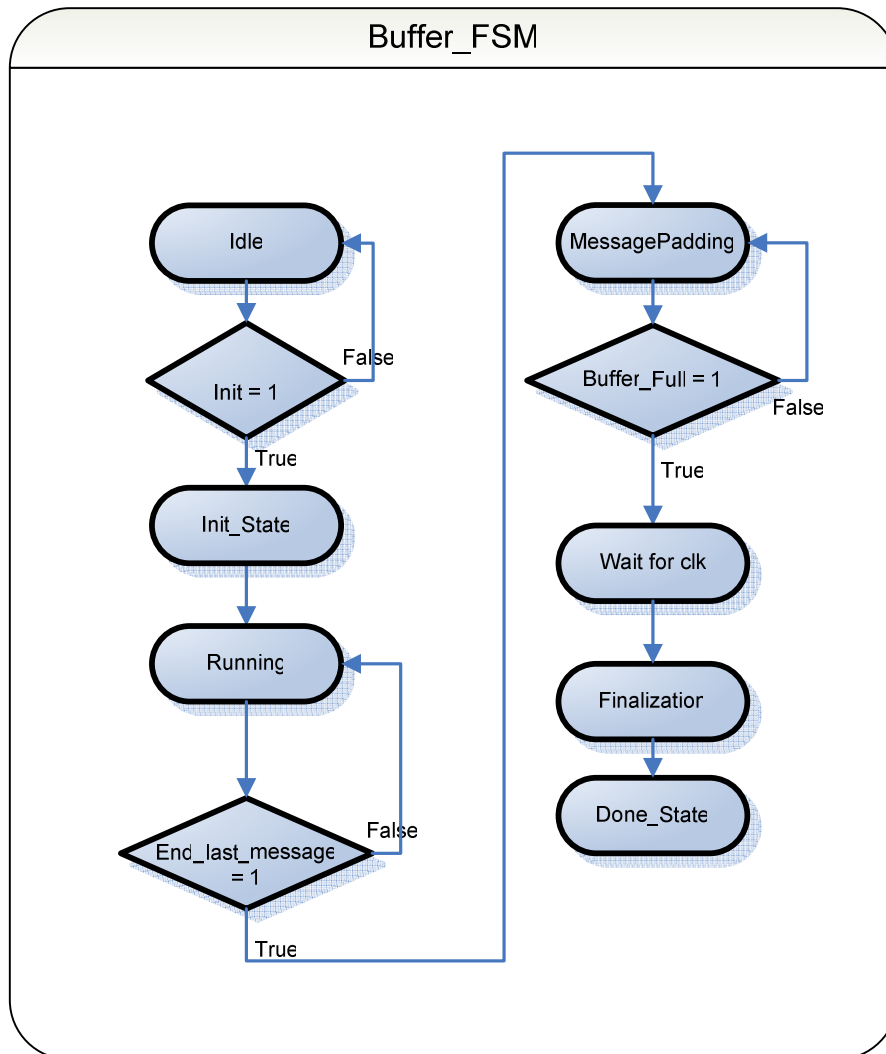 Buffer_FSM
Idle
False
Init = 1
True
Init_State
Running
False
End_last_message
= 1
True
MessagePadding
Buffer_Full = 1
False
True
Wait for clk
Finalization
Done_State